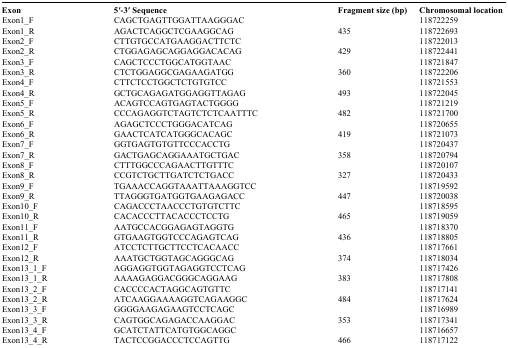 Exon 5'-3' Sequence Fragment size (bp) Chromosomal location
Exon1_F CAGCTGAGTTGGATTAAGGGAC 118722259
Exon1_R AGACTCAGGCTCGAAGGCAG 435 118722693
Exon2_F CTTGTGCCATGAAGGACTTCTC 118722013
Exon2_R CTGGAGAGCAGGAGGACACAG 429 118722441
Exon3_F CAGCTCCCTGGCATGGTAAC 118721847
Exon3_R CTCTGGAGGCGAGAAGATGG 360 118722206
Exon4_F CTTCTCCTGGCTCTGTGTCC 118721553
Exon4_R GCTGCAGAGATGGAGGTTAGAG 493 118722045
Exon5_F ACAGTCCAGTGAGTACTGGGG 118721219
Exon5_R CCCAGAGGTCTAGTCTCTCAATTTC 482 118721700
Exon6_F AGAGCTCCCTGGGACATCAG 118720655
Exon6_R GAACTCATCATGGGCACAGC 419 118721073
Exon7_F GGTGAGTGTGTTCCCACCTG 118720437
Exon7_R GACTGAGCAGGAAATGCTGAC 358 118720794
Exon8_F CTTTGGCCCAGAACTTGTTTC 118720107
Exon8_R CCGTCTGCTTGATCTCTGACC 327 118720433
Exon9_F TGAAACCAGGTAAATTAAAGGTCC 118719592
Exon9_R TTAGGGTGATGGTGAAGAGACC 447 118720038
Exon10_F CAGACCCTAACCCTGTGTCTTC 118718595
Exon10_R CACACCCTTACACCCTCCTG 465 118719059
Exon11_F AATGCCACGGAGAGTAGGTG 118718370
Exon11_R GTGAAGTGGTCCCAGAGTCAG 436 118718805
Exon12_F ATCCTCTTGCTTCCTCACAACC 118717661
Exon12_R AAATGCTGGTAGCAGGGCAG 374 118718034
Exon13_1_F AGGAGGTGGTAGAGGTCCTCAG 118717426
Exon13_1_R AAAAGAGGACGGGCAGGAAG 383 118717808
Exon13_2_F CACCCCACTAGGCAGTGTTC 118717141
Exon13_2_R ATCAAGGAAAAGGTCAGAAGGC 484 118717624
Exon13_3_F GGGGAAGAGAAGTCCTCAGC 118716989
Exon13_3_R CAGTGGCAGAGACCAAGGAC 353 118717341
Exon13_4_F GCATCTATTCATGTGGCAGGC 118716657
Exon13_4_R TACTCCGGACCCTCCAGTTG 466 118717122